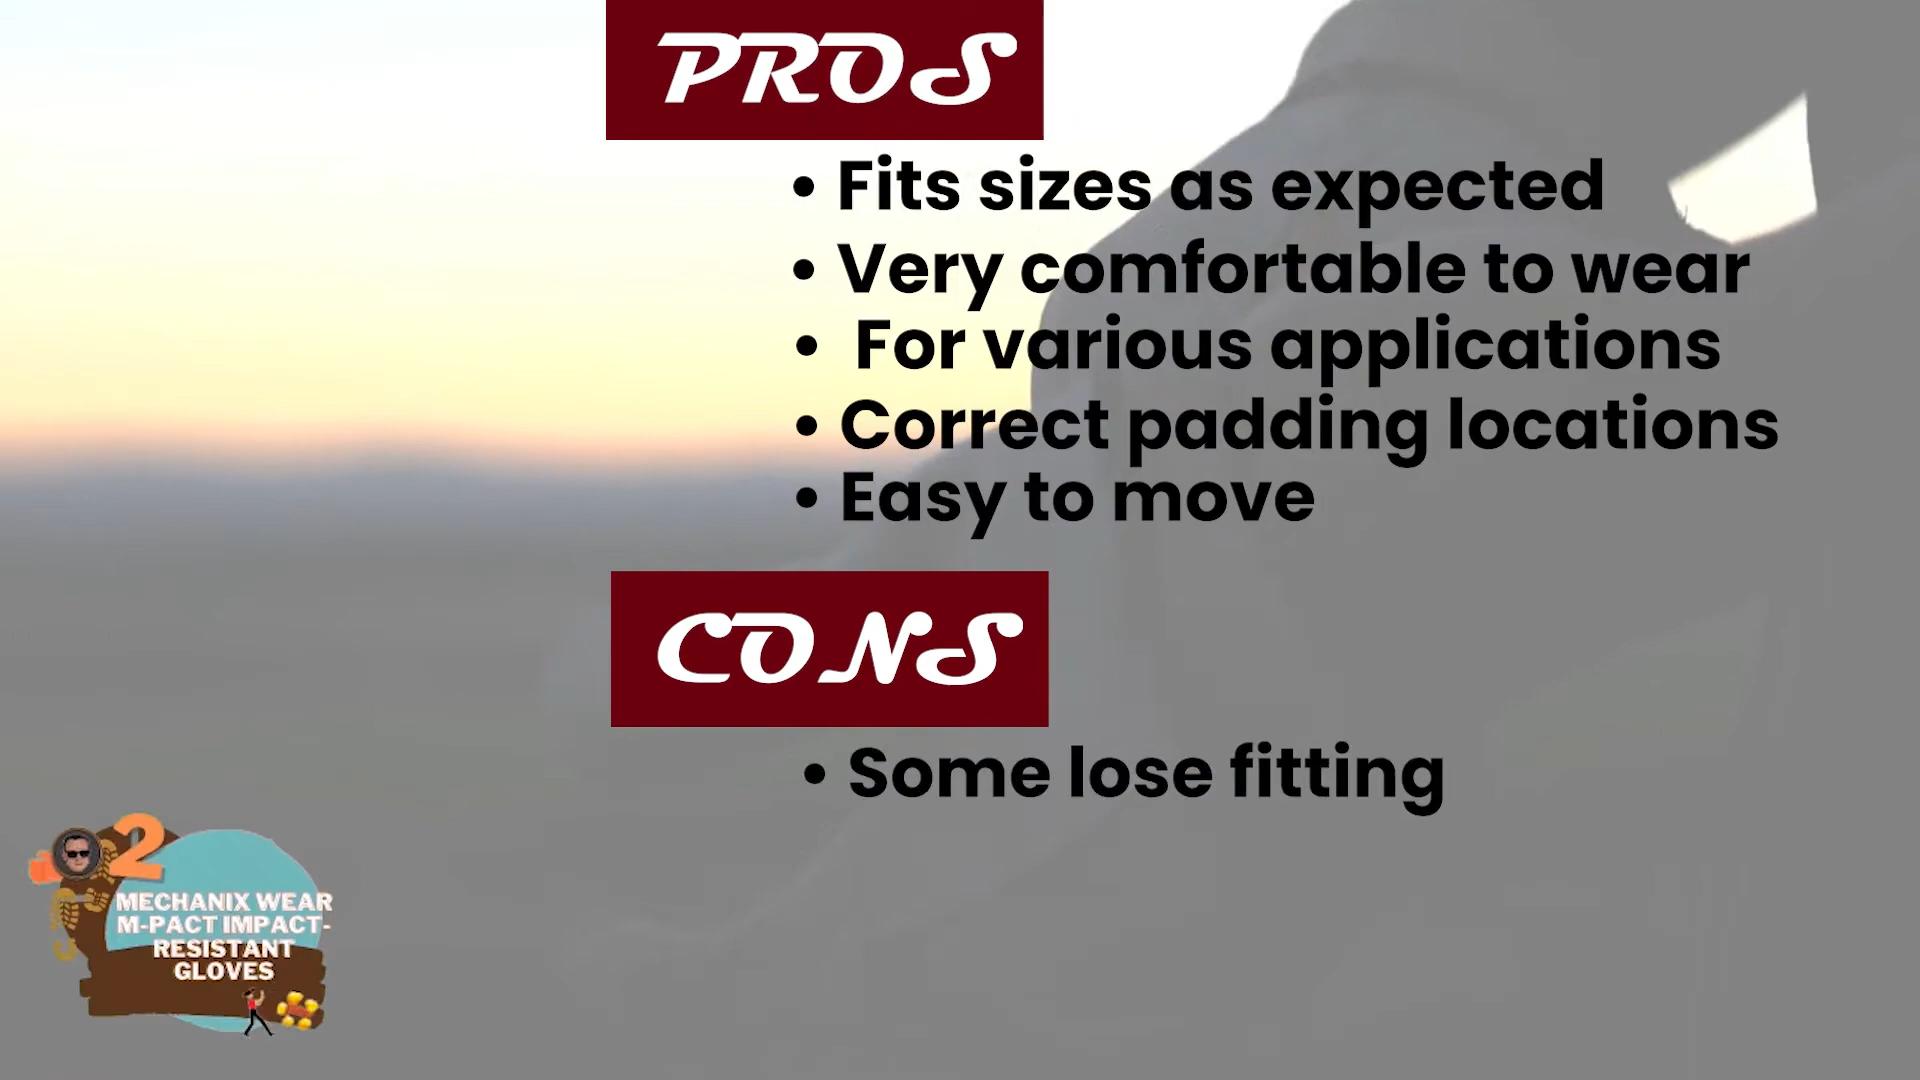 PROS
• Fits sizes as expected
• Very comfortable to wear
• For various applications
• Correct padding locations
• Easy to move
CONS
• Some lose fitting
2
MECHANIX WEAR
M-PACT IMPACT-
RESISTANT
GLOVES